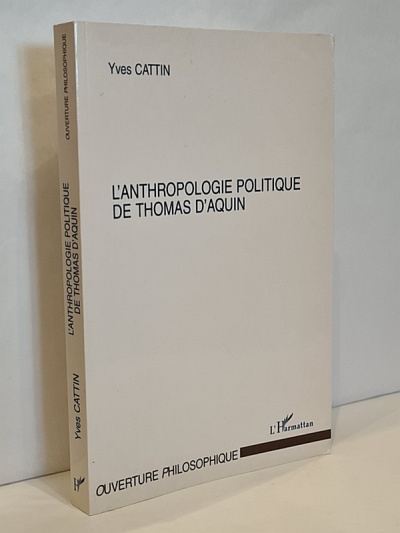 Yves CATTIN
L'ANTHROPOLOGIE POLITIQUE
DE THOMAS D'AQUIN
L'Harmattan
OUVERTURE PHILOSOPHIQUE
OUVERTURE PHILOSOPHIQUE
L'ANTHROPOLOGIE POLITIQUE
DE THOMAS D'AQUIN
Yves CATTIN